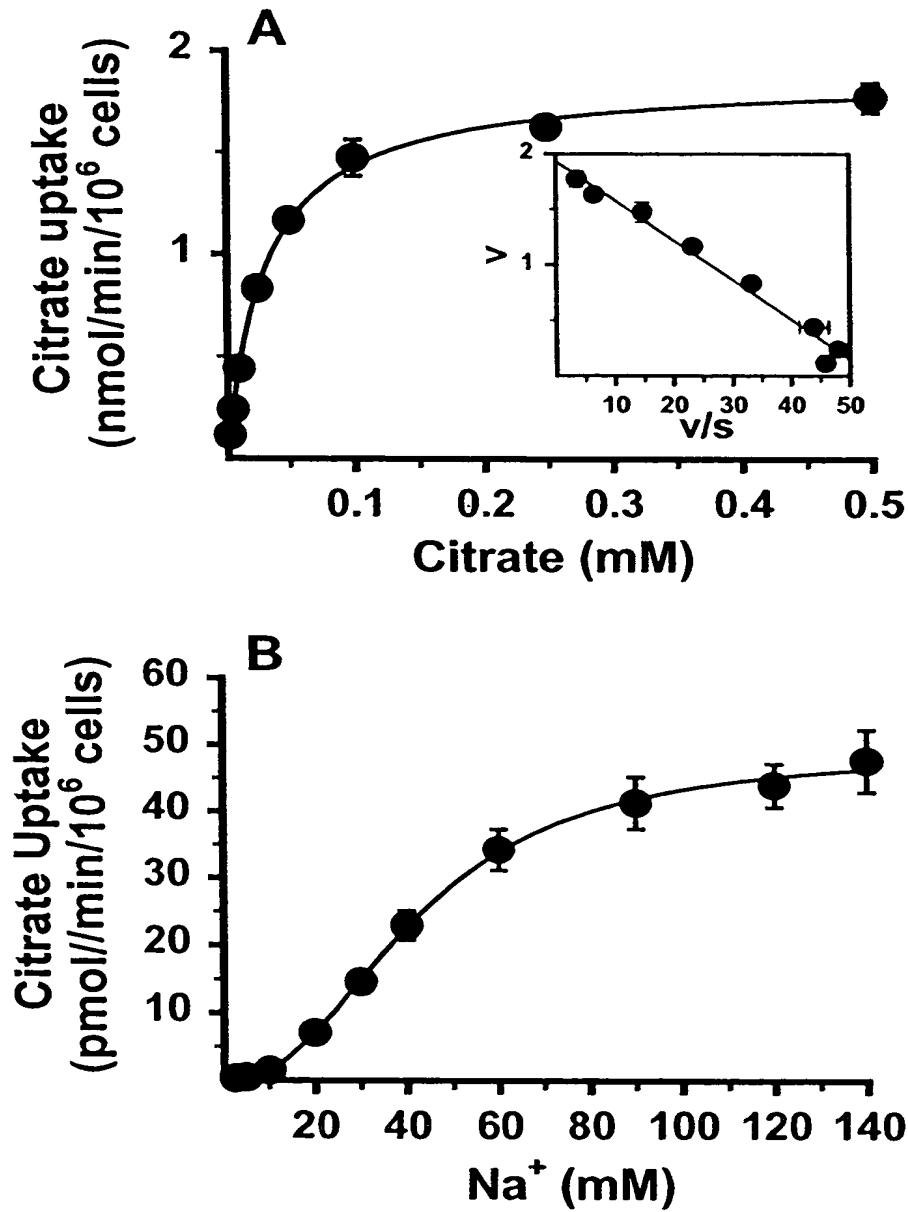 A
Citrate uptake
(nmol/min/10⁶ cells)
2
1
0.1 0.2 0.3 0.4 0.5
Citrate (mM)
2
1
v
10 20 30 40 50
v/s
B
Citrate Uptake
(pmol//min/10⁶ cells)
60
50
40
30
20
10
20 40 60 80 100 120 140
Na⁺ (mM)